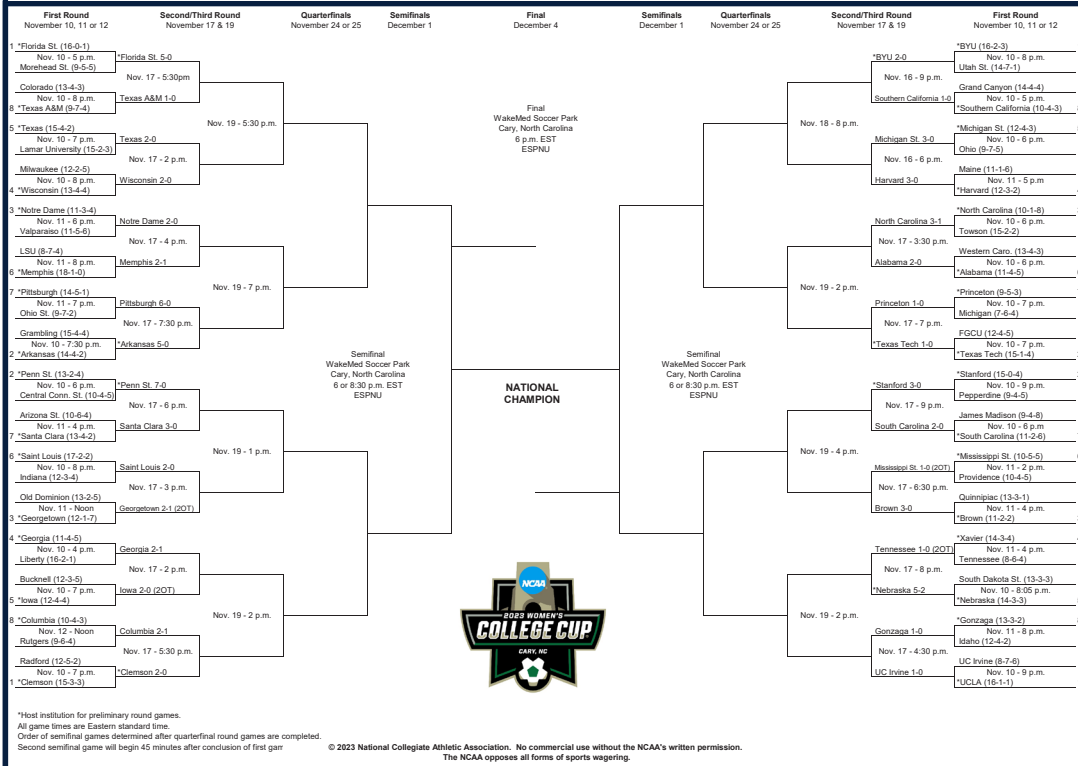 First Round
November 10, 11 or 12
Second/Third Round
November 17 & 19
Quarterfinals
November 24 or 25
Semifinals
December 1
Final
December 4
Semifinals
December 1
Quarterfinals
November 24 or 25
Second/Third Round
November 17 & 19
First Round
November 10, 11 or 12
1 *Florida St. (16-0-1)
Nov. 10 - 5 p.m.
Morehead St. (9-5-5)
Colorado (13-4-3)
Nov. 10 - 8 p.m.
8 *Texas A&M (9-7-4)
5 *Texas (15-4-2)
Nov. 10 - 7 p.m.
Lamar University (15-2-3)
Milwaukee (12-2-5)
Nov. 10 - 8 p.m.
4 *Wisconsin (13-4-4)
3 *Notre Dame (11-3-4)
Nov. 11 - 6 p.m.
Valparaiso (11-5-6)
LSU (8-7-4)
Nov. 11 - 8 p.m.
6 *Memphis (18-1-0)
7 *Pittsburgh (14-5-1)
Nov. 11 - 7 p.m.
Ohio St. (9-7-2)
Grambling (15-4-4)
Nov. 10 - 7:30 p.m.
2 *Arkansas (14-4-2)
2 *Penn St. (13-2-4)
Nov. 10 - 6 p.m.
Central Conn. St. (10-4-5)
Arizona St. (10-6-4)
Nov. 11 - 4 p.m.
7 *Santa Clara (13-4-2)
6 *Saint Louis (17-2-2)
Nov. 10 - 8 p.m.
Indiana (12-3-4)
Old Dominion (13-2-5)
Nov. 11 - Noon
3 *Georgetown (12-1-7)
4 *Georgia (11-4-5)
Nov. 10 - 4 p.m.
Liberty (16-2-1)
Bucknell (12-3-5)
Nov. 10 - 7 p.m.
5 *Iowa (12-4-4)
8 *Columbia (10-4-3)
Nov. 12 - Noon
Rutgers (9-6-4)
Radford (12-5-2)
Nov. 10 - 7 p.m.
1 *Clemson (15-3-3)
*Florida St. 5-0
Nov. 17 - 5:30pm
Texas A&M 1-0
Texas 2-0
Nov. 17 - 2 p.m.
Wisconsin 2-0
Notre Dame 2-0
Nov. 17 - 4 p.m.
Memphis 2-1
Pittsburgh 6-0
Nov. 17 - 7:30 p.m.
*Arkansas 5-0
*Penn St. 7-0
Nov. 17 - 6 p.m.
Santa Clara 3-0
Saint Louis 2-0
Nov. 17 - 3 p.m.
Georgetown 2-1 (2OT)
Georgia 2-1
Nov. 17 - 2 p.m.
Iowa 2-0 (2OT)
Columbia 2-1
Nov. 17 - 5:30 p.m.
*Clemson 2-0
Nov. 19 - 5:30 p.m.
Nov. 19 - 7 p.m.
Nov. 19 - 1 p.m.
Nov. 19 - 2 p.m.
Semifinal
WakeMed Soccer Park
Cary, North Carolina
6 or 8:30 p.m. EST
ESPNU
Final
WakeMed Soccer Park
Cary, North Carolina
6 p.m. EST
ESPNU
NATIONAL
CHAMPION
NCAA
2023 WOMEN'S
COLLEGE CUP
CARY, NC
Semifinal
WakeMed Soccer Park
Cary, North Carolina
6 or 8:30 p.m. EST
ESPNU
Nov. 18 - 8 p.m.
Nov. 19 - 2 p.m.
Nov. 19 - 4 p.m.
Nov. 19 - 2 p.m.
*BYU 2-0
Nov. 16 - 9 p.m.
Southern California 1-0
Michigan St. 3-0
Nov. 16 - 6 p.m.
Harvard 3-0
North Carolina 3-1
Nov. 17 - 3:30 p.m.
Alabama 2-0
Princeton 1-0
Nov. 17 - 7 p.m.
*Texas Tech 1-0
*Stanford 3-0
Nov. 17 - 9 p.m.
South Carolina 2-0
Mississippi St. 1-0 (2OT)
Nov. 17 - 6:30 p.m.
Brown 3-0
Tennessee 1-0 (2OT)
Nov. 17 - 8 p.m.
*Nebraska 5-2
Gonzaga 1-0
Nov. 17 - 4:30 p.m.
UC Irvine 1-0
*BYU (16-2-3)
Nov. 10 - 8 p.m.
Utah St. (14-7-1)
Grand Canyon (14-4-4)
Nov. 10 - 5 p.m.
*Southern California (10-4-3)
*Michigan St. (12-4-3)
Nov. 10 - 6 p.m.
Ohio (9-7-5)
Maine (11-1-6)
Nov. 11 - 5 p.m
*Harvard (12-3-2)
*North Carolina (10-1-8)
Nov. 10 - 6 p.m.
Towson (15-2-2)
Western Caro. (13-4-3)
Nov. 10 - 6 p.m.
*Alabama (11-4-5)
*Princeton (9-5-3)
Nov. 10 - 7 p.m.
Michigan (7-6-4)
FGCU (12-4-5)
Nov. 10 - 7 p.m.
*Texas Tech (15-1-4)
*Stanford (15-0-4)
Nov. 10 - 9 p.m.
Pepperdine (9-4-5)
James Madison (9-4-8)
Nov. 10 - 6 p.m
*South Carolina (11-2-6)
*Mississippi St. (10-5-5)
Nov. 11 - 2 p.m.
Providence (10-4-5)
Quinnipiac (13-3-1)
Nov. 11 - 4 p.m.
*Brown (11-2-2)
*Xavier (14-3-4)
Nov. 11 - 4 p.m.
Tennessee (8-6-4)
South Dakota St. (13-3-3)
Nov. 10 - 8:05 p.m.
*Nebraska (14-3-3)
*Gonzaga (13-3-2)
Nov. 11 - 8 p.m.
Idaho (12-4-2)
UC Irvine (8-7-6)
Nov. 10 - 9 p.m.
*UCLA (16-1-1)
*Host institution for preliminary round games.
All game times are Eastern standard time.
Order of semifinal games determined after quarterfinal round games are completed.
Second semifinal game will begin 45 minutes after conclusion of first gam
© 2023 National Collegiate Athletic Association. No commercial use without the NCAA's written permission.
The NCAA opposes all forms of sports wagering.